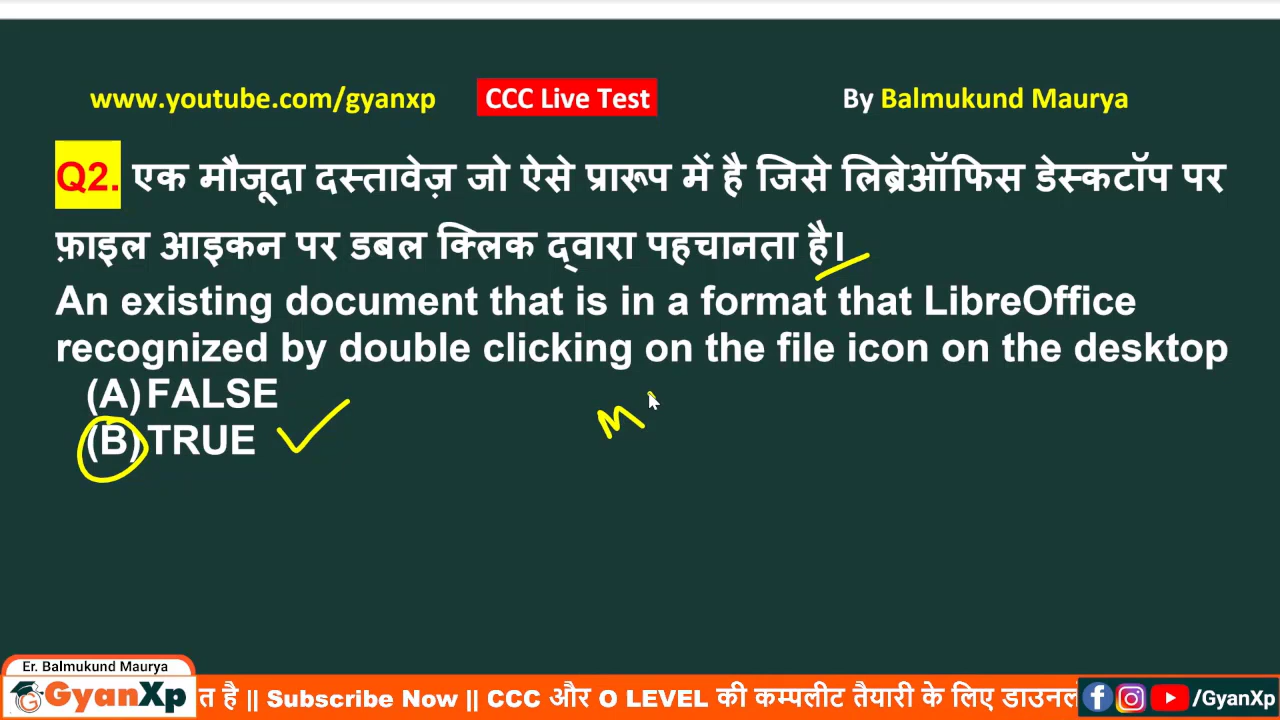 www.youtube.com/gyanxp CCC Live Test By Balmukund Maurya
Q2. एक मौजूदा दस्तावेज़ जो ऐसे प्रारूप में है जिसे लिब्रेऑफिस डेस्कटॉप पर
फ़ाइल आइकन पर डबल क्लिक द्वारा पहचानता है।
An existing document that is in a format that LibreOffice
recognized by double clicking on the file icon on the desktop
(A) FALSE
(B) TRUE
M
Er. Balmukund Maurya
GyanXp त है || Subscribe Now || CCC और O LEVEL की कम्पलीट तैयारी के लिए डाउनलो /GyanXp